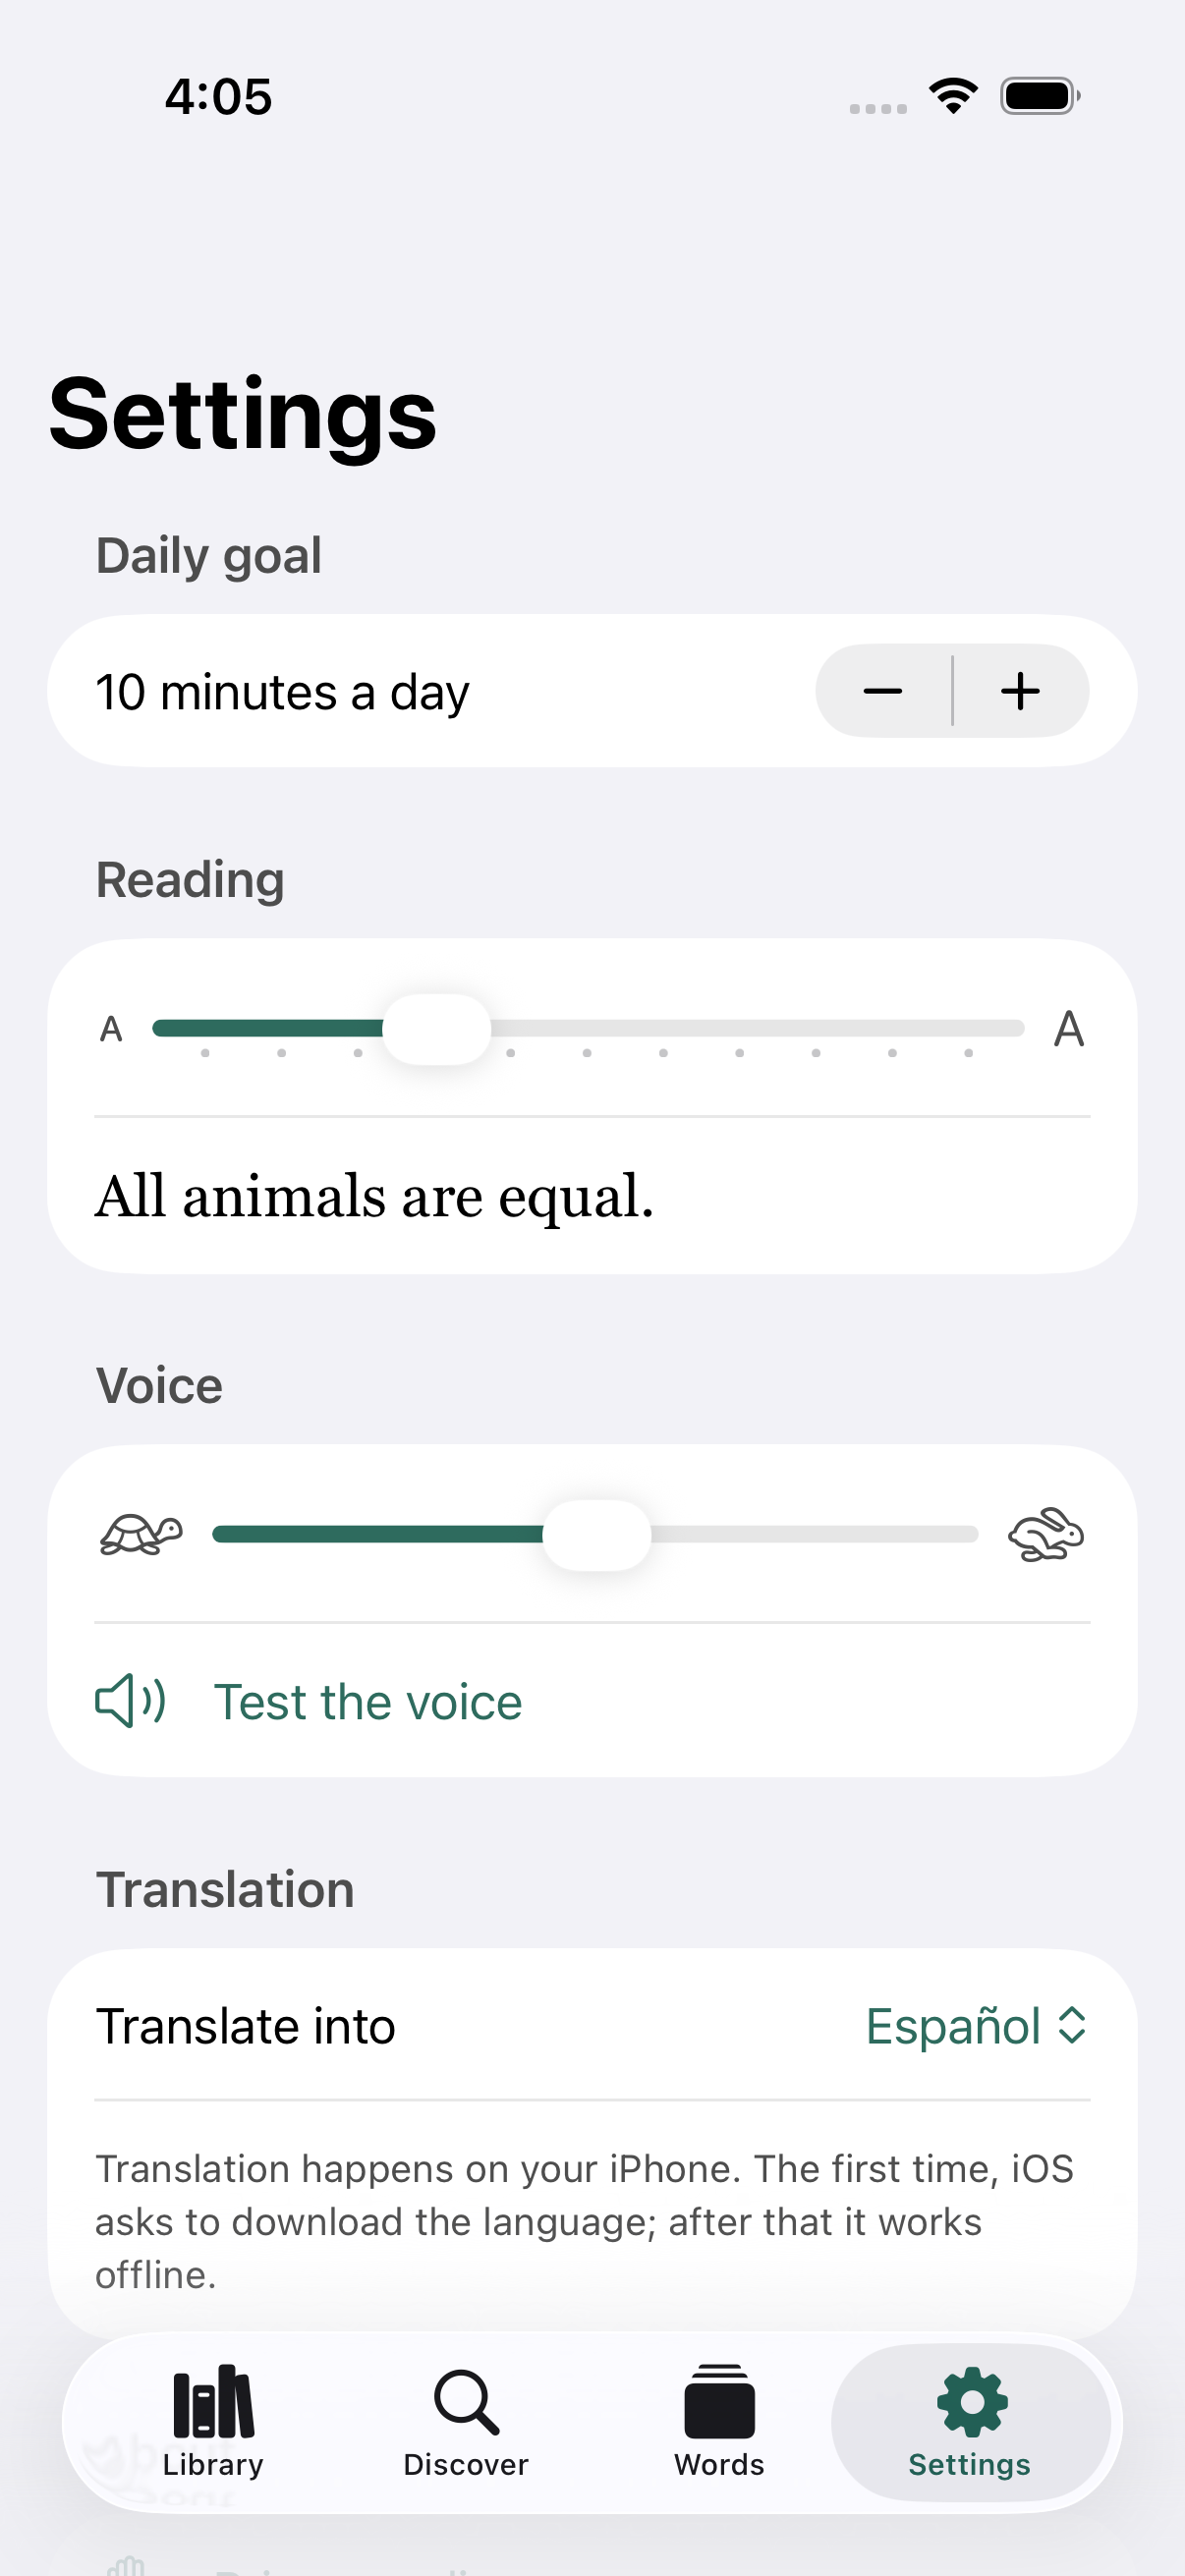 4:05
Settings
Daily goal
10 minutes a day
Reading
A A
All animals are equal.
Voice
Test the voice
Translation
Translate into Español
Translation happens on your iPhone. The first time, iOS
asks to download the language; after that it works
offline.
Library Discover Words Settings